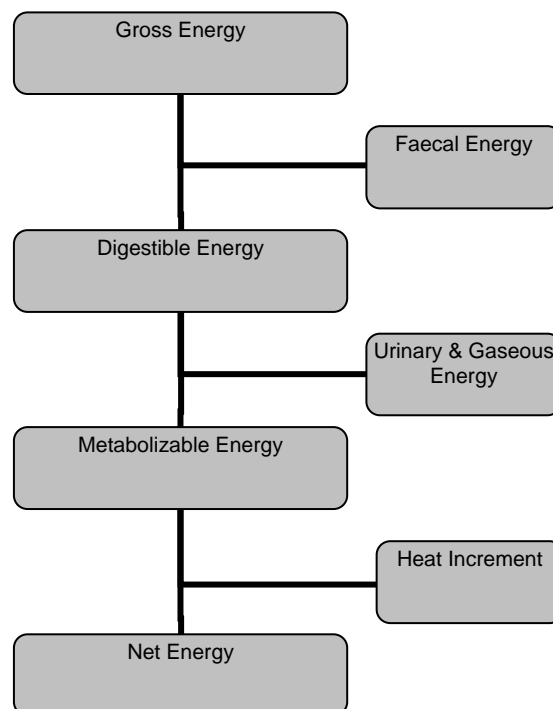 Gross Energy
Faecal Energy
Digestible Energy
Urinary & Gaseous
Energy
Metabolizable Energy
Heat Increment
Net Energy